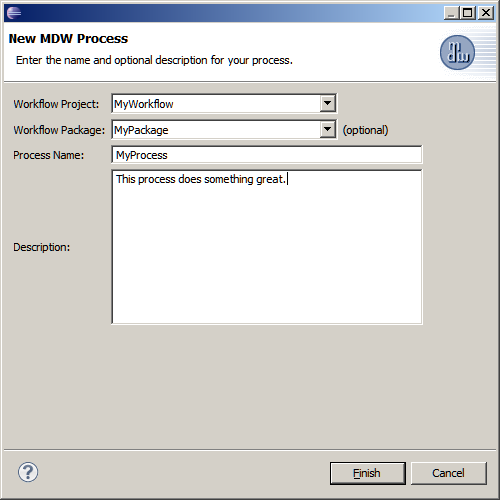 New MDW Process
Enter the name and optional description for your process.
Workflow Project: MyWorkflow
Workflow Package: MyPackage (optional)
Process Name: MyProcess
This process does something great.
Description:
? Finish Cancel